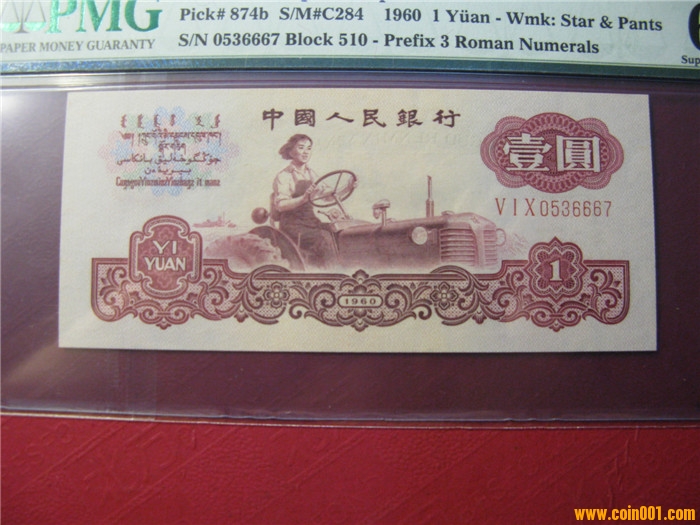 PMG
PAPER MONEY GUARANTY
Pick# 874b S/M#C284 1960 1 Yüan - Wmk: Star & Pants
S/N 0536667 Block 510 - Prefix 3 Roman Numerals
中國人民銀行
壹圓
VIX0536667
YI
YUAN
1960
1
www.coin001.com